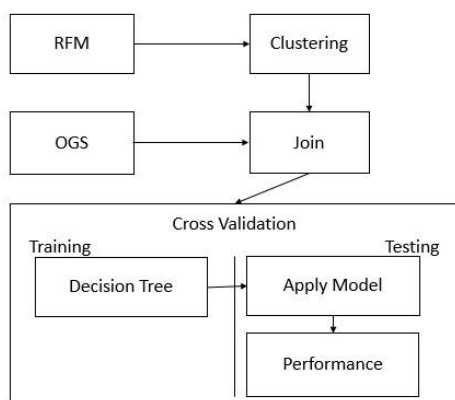 RFM
Clustering
OGS
Join
Cross Validation
Training
Testing
Decision Tree
Apply Model
Performance